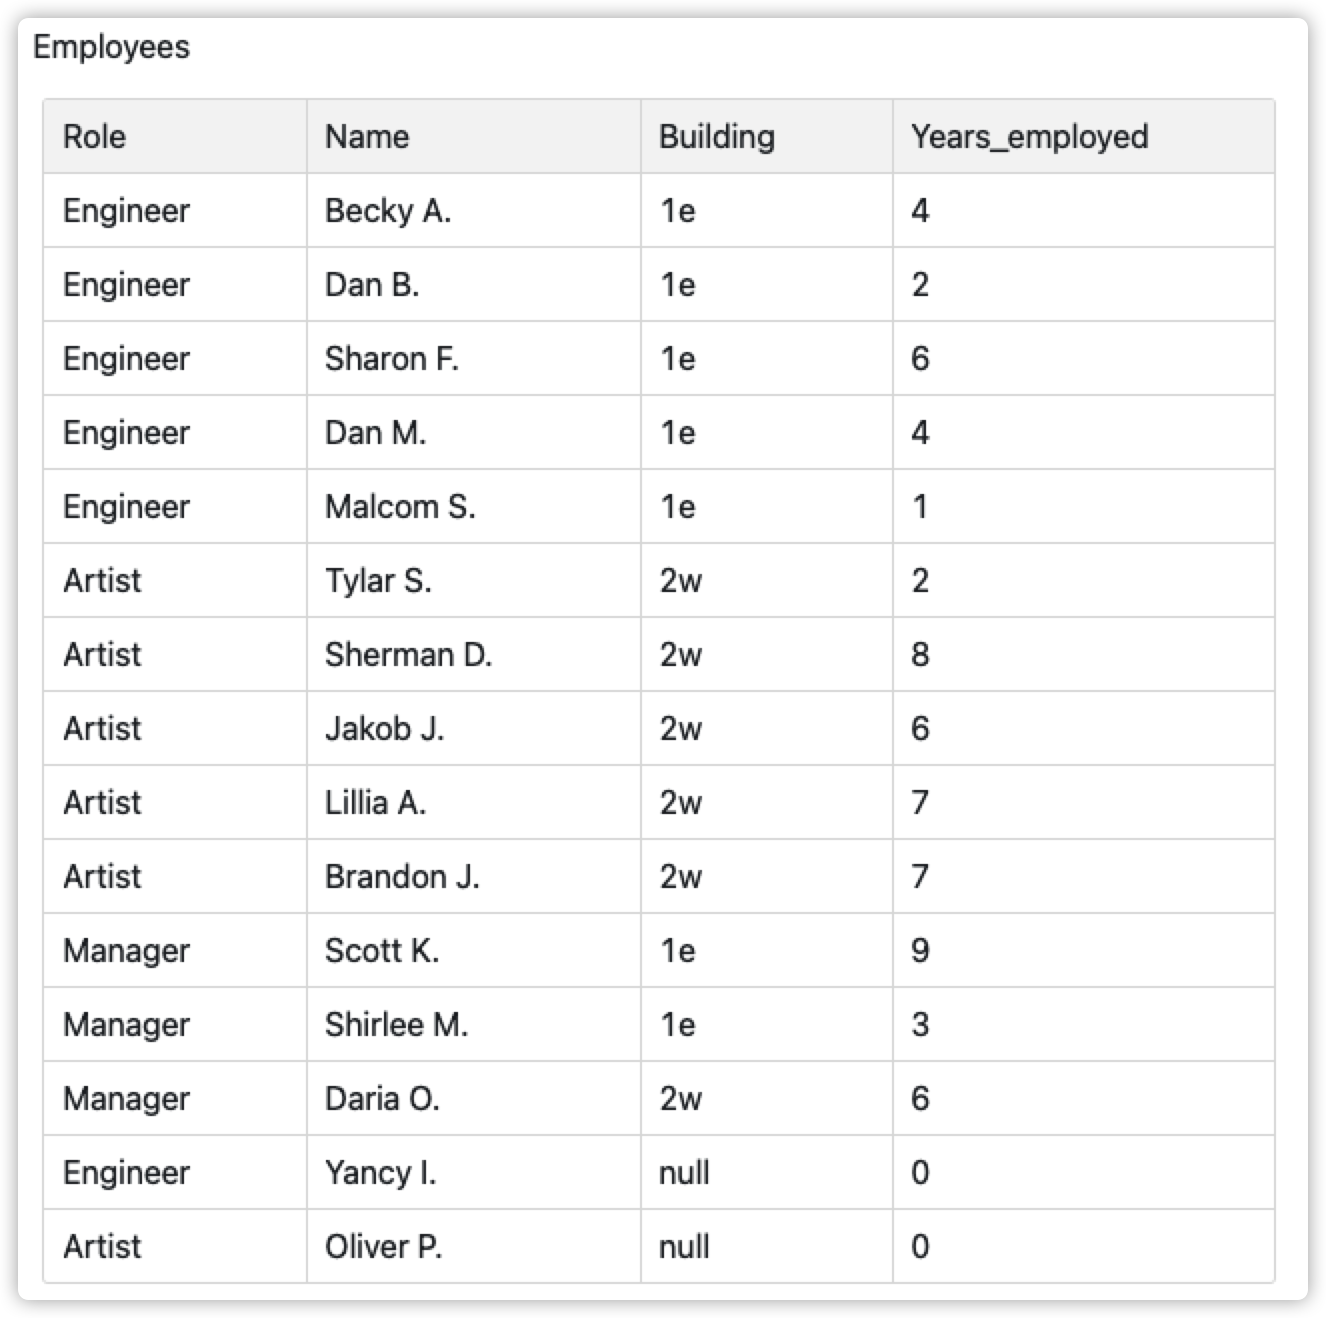 Employees
Role Name Building Years_employed
Engineer Becky A. 1e 4
Engineer Dan B. 1e 2
Engineer Sharon F. 1e 6
Engineer Dan M. 1e 4
Engineer Malcom S. 1e 1
Artist Tylar S. 2w 2
Artist Sherman D. 2w 8
Artist Jakob J. 2w 6
Artist Lillia A. 2w 7
Artist Brandon J. 2w 7
Manager Scott K. 1e 9
Manager Shirlee M. 1e 3
Manager Daria O. 2w 6
Engineer Yancy I. null 0
Artist Oliver P. null 0